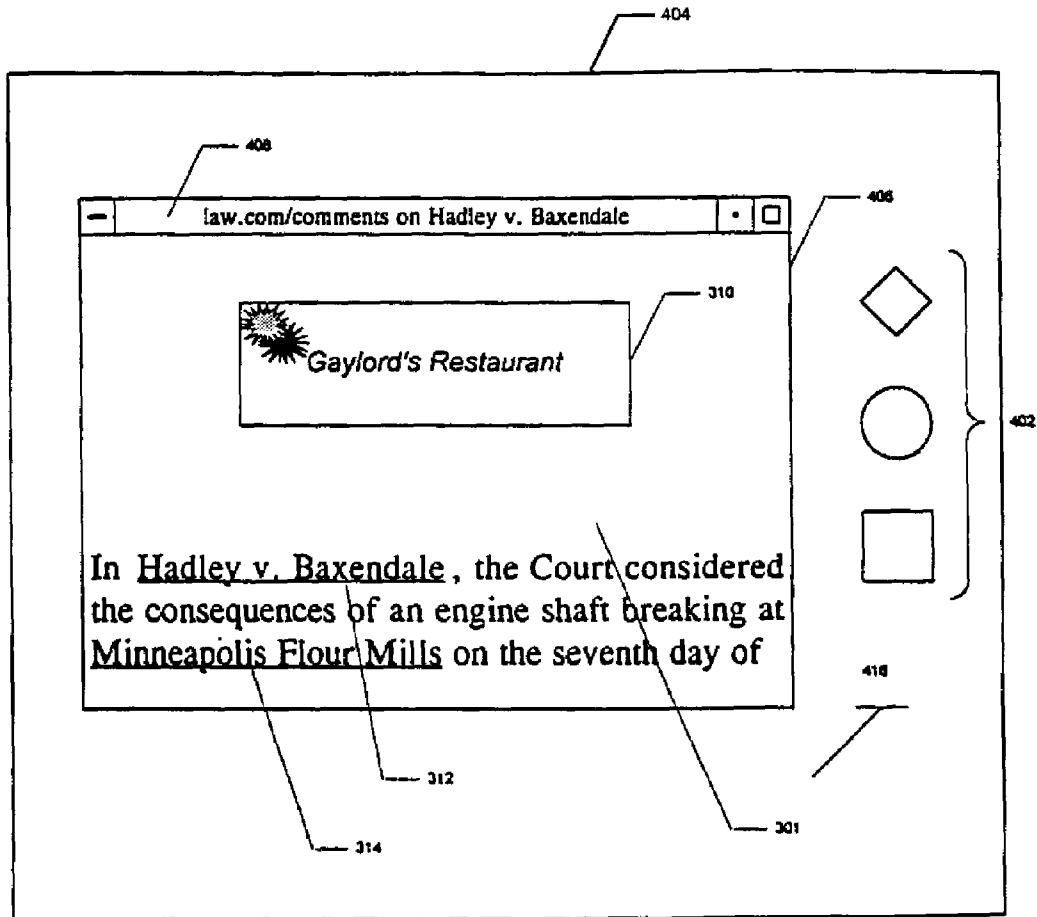 404
408
law.com/comments on Hadley v. Baxendale
406
310
Gaylord's Restaurant
402
In Hadley v. Baxendale, the Court considered
the consequences of an engine shaft breaking at
Minneapolis Flour Mills on the seventh day of
416
312
301
314